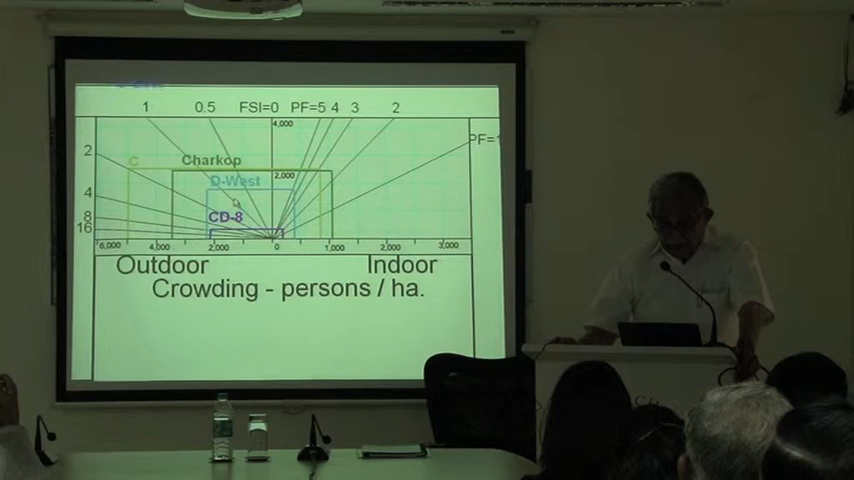 1 0.5 FSI=0 PF=5 4 3 2
4,000
PF=1
2
C Charkop
2,000
D-West
4
CD-8
8
16
6,000 4,000 2,000 0 1,000 2,000 3,000
Outdoor Indoor
Crowding - persons / ha.